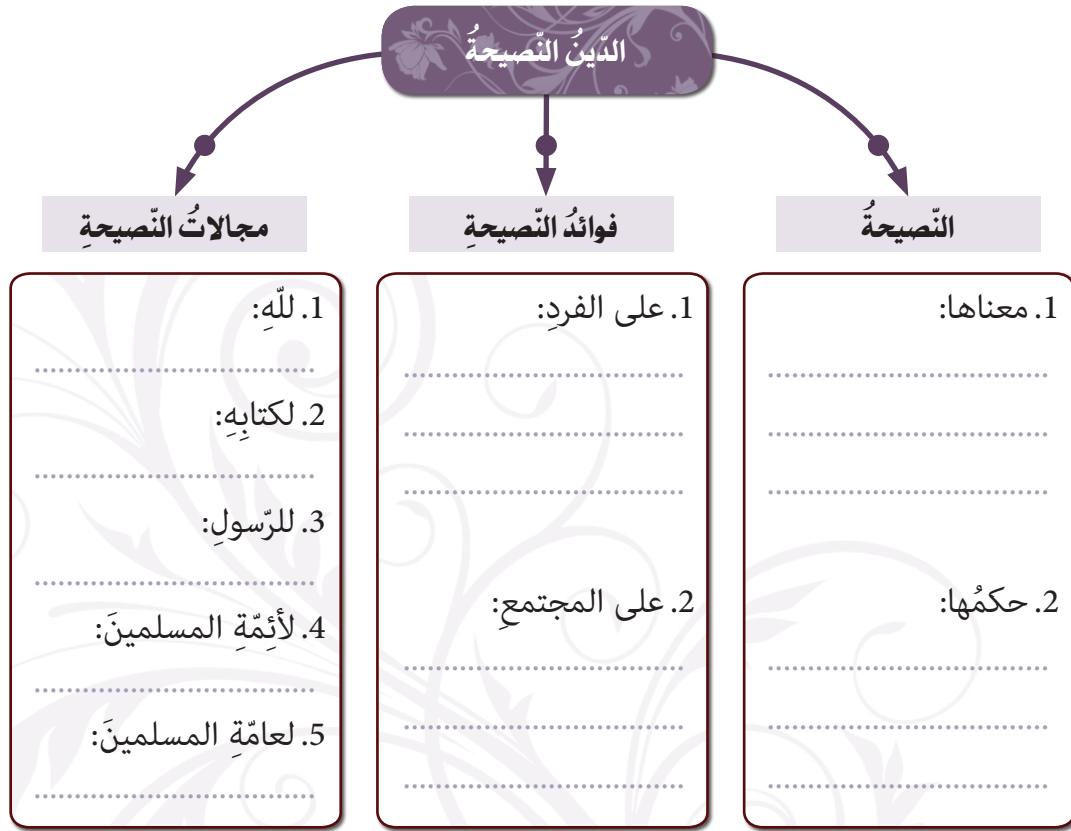 الدّينُ النّصيحةُ
النّصيحةُ
1. معناها:
..................................
..................................
..................................
2. حكمُها:
..................................
..................................
..................................
فوائدُ النّصيحةِ
1. على الفردِ:
..................................
..................................
..................................
2. على المجتمعِ:
..................................
..................................
..................................
مجالاتُ النّصيحةِ
1. للّهِ:
..................................
2. لكتابِهِ:
..................................
3. للرّسولِ:
..................................
4. لأئِمّةِ المسلمينَ:
..................................
5. لعامّةِ المسلمينَ:
..................................